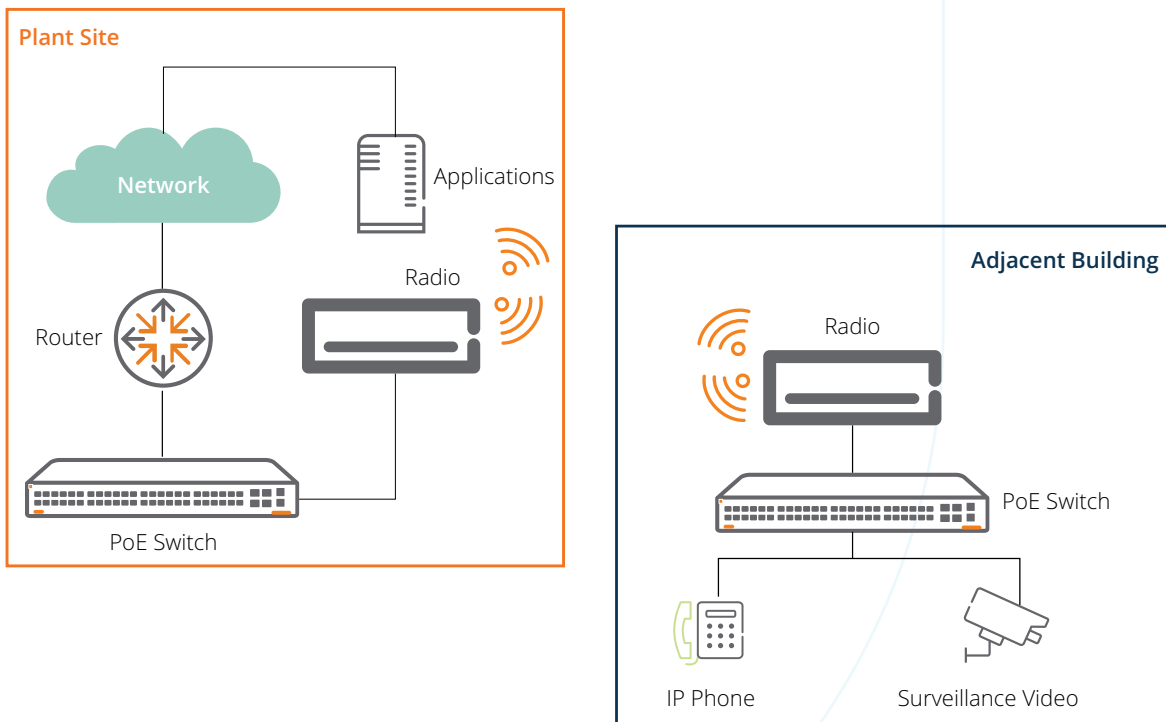 Plant Site
Network
Applications
Radio
Router
PoE Switch
Adjacent Building
Radio
PoE Switch
IP Phone
Surveillance Video